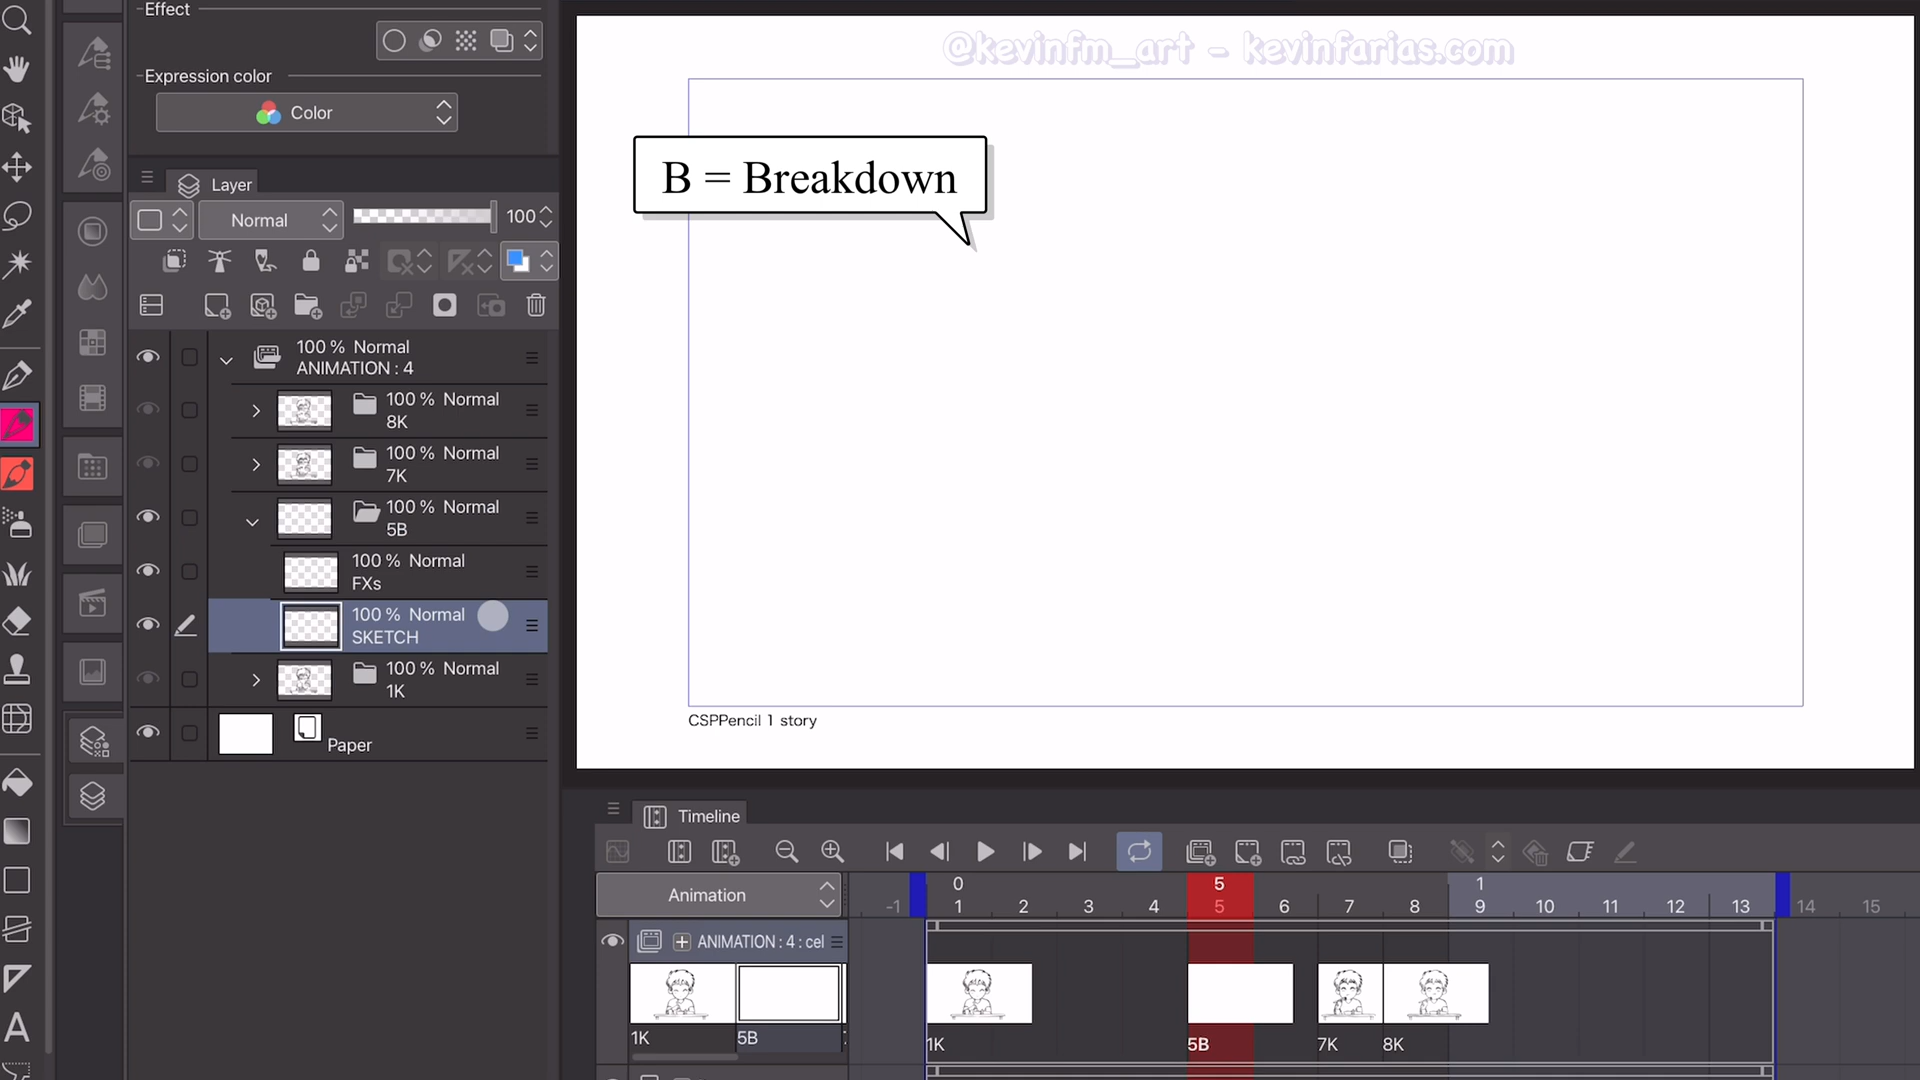 Effect
Expression color
Color
Layer
Normal
100
100 % Normal
ANIMATION : 4
100 % Normal
8K
100 % Normal
7K
100 % Normal
5B
100 % Normal
FXs
100 % Normal
SKETCH
100 % Normal
1K
Paper
@kevinfm_art - kevinfarias.com
B = Breakdown
CSPPencil 1 story
Timeline
Animation
0 5 1
-1 1 2 3 4 5 6 7 8 9 10 11 12 13 14 15
ANIMATION : 4 : cel
1K 5B
1K 5B 7K 8K